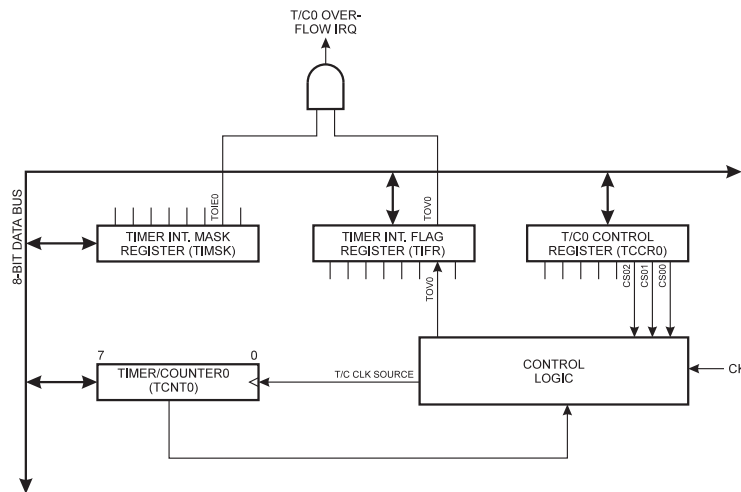 T/C0 OVER-
FLOW IRQ
8-BIT DATA BUS
TOIE0
TOV0
TIMER INT. MASK
REGISTER (TIMSK)
TIMER INT. FLAG
REGISTER (TIFR)
T/C0 CONTROL
REGISTER (TCCR0)
TOV0
CS02
CS01
CS00
7
0
TIMER/COUNTER0
(TCNT0)
T/C CLK SOURCE
CONTROL
LOGIC